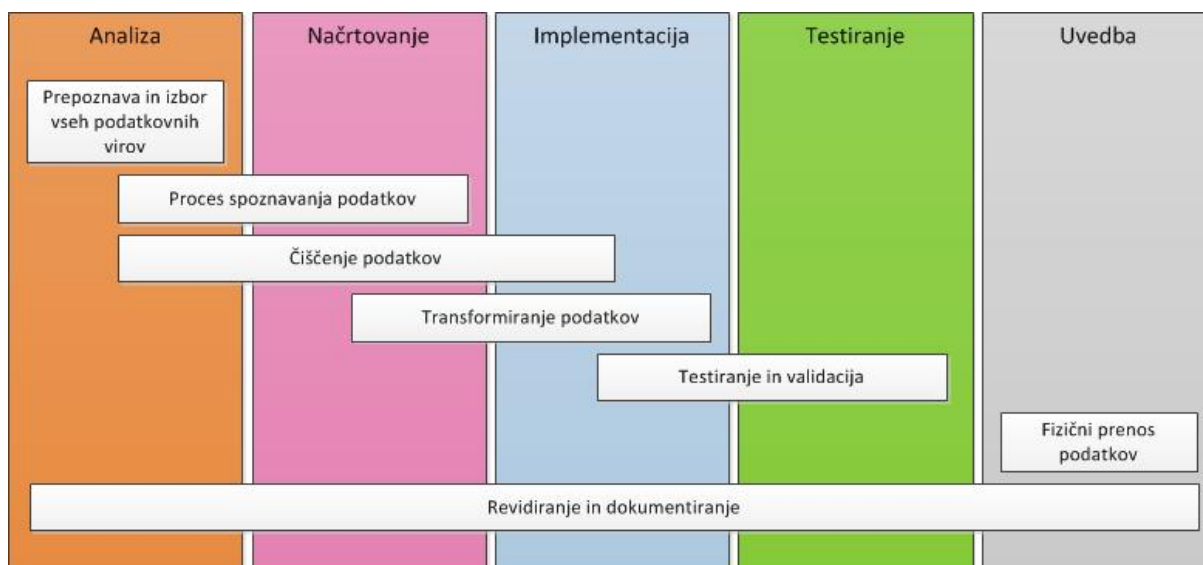 Analiza
Načrtovanje
Implementacija
Testiranje
Uvedba
Prepoznava in izbor
vseh podatkovnih
virov
Proces spoznavanja podatkov
Čiščenje podatkov
Transformiranje podatkov
Testiranje in validacija
Fizični prenos
podatkov
Revidiranje in dokumentiranje